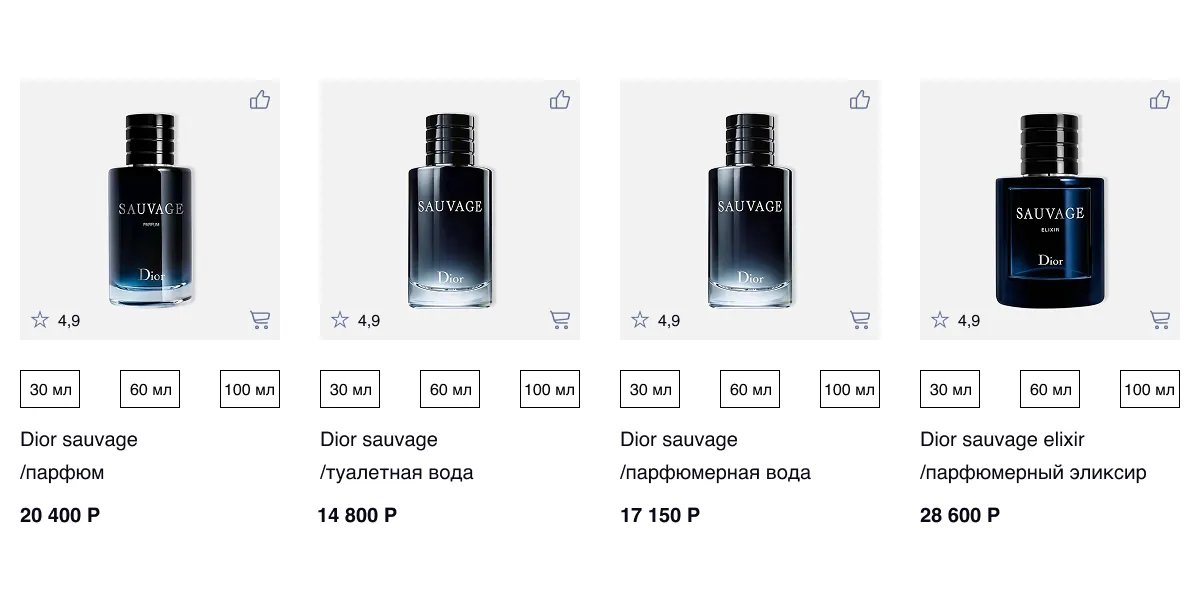 SAUVAGE
PARFUM
Dior
4,9
30 мл 60 мл 100 мл
Dior sauvage
/парфюм
20 400 Р
SAUVAGE
Dior
4,9
30 мл 60 мл 100 мл
Dior sauvage
/туалетная вода
14 800 Р
SAUVAGE
Dior
4,9
30 мл 60 мл 100 мл
Dior sauvage
/парфюмерная вода
17 150 Р
SAUVAGE
ELIXIR
Dior
4,9
30 мл 60 мл 100 мл
Dior sauvage elixir
/парфюмерный эликсир
28 600 Р